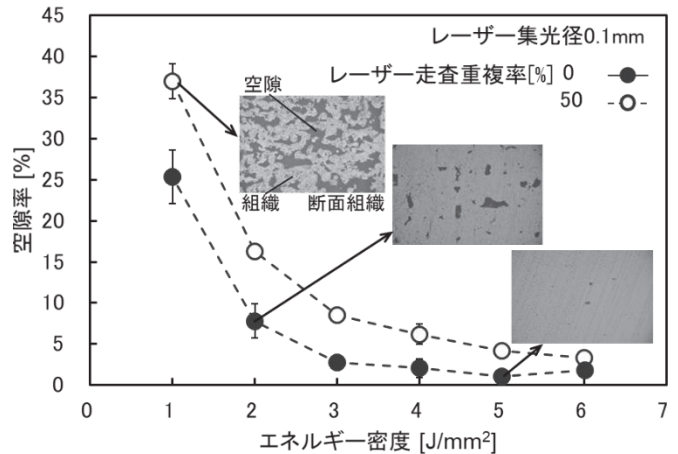 レーザー集光径0.1mm
レーザー走査重複率[%] 0
50
空隙
組織 断面組織
空隙率 [%]
45
40
35
30
25
20
15
10
5
0
0 1 2 3 4 5 6 7
エネルギー密度 [J/mm²]